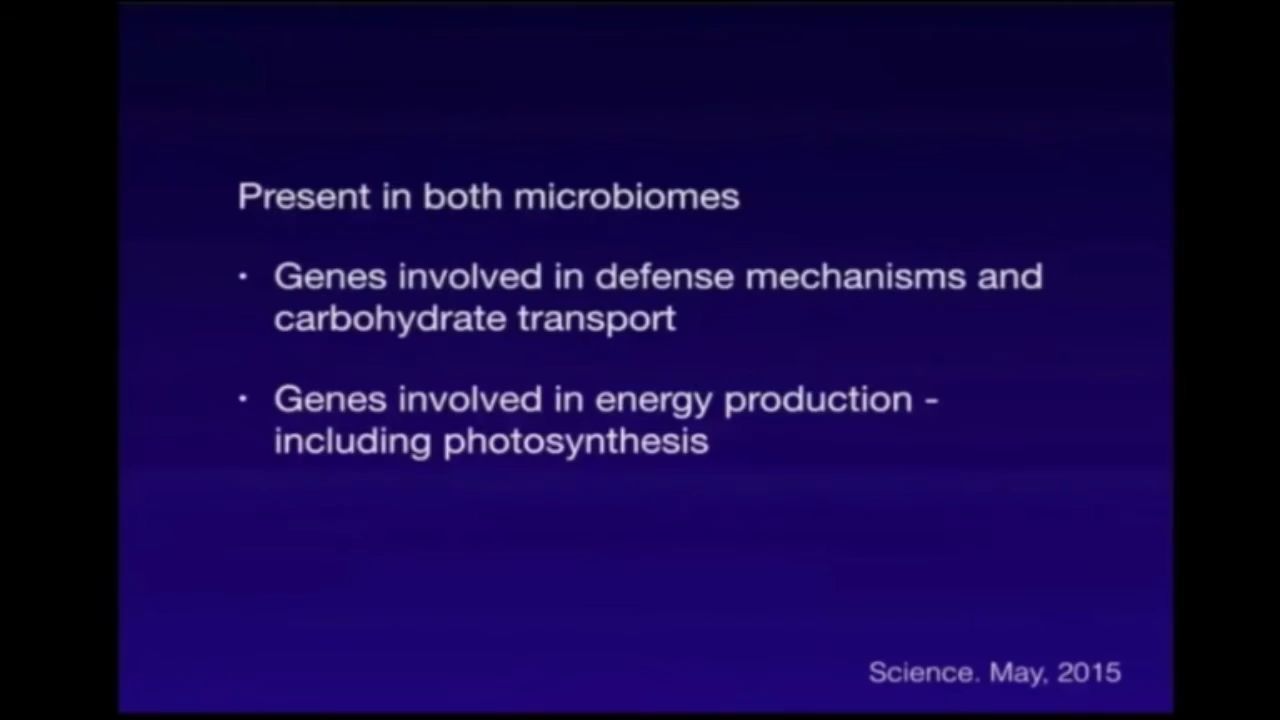 Present in both microbiomes
· Genes involved in defense mechanisms and
carbohydrate transport
· Genes involved in energy production -
including photosynthesis
Science. May, 2015